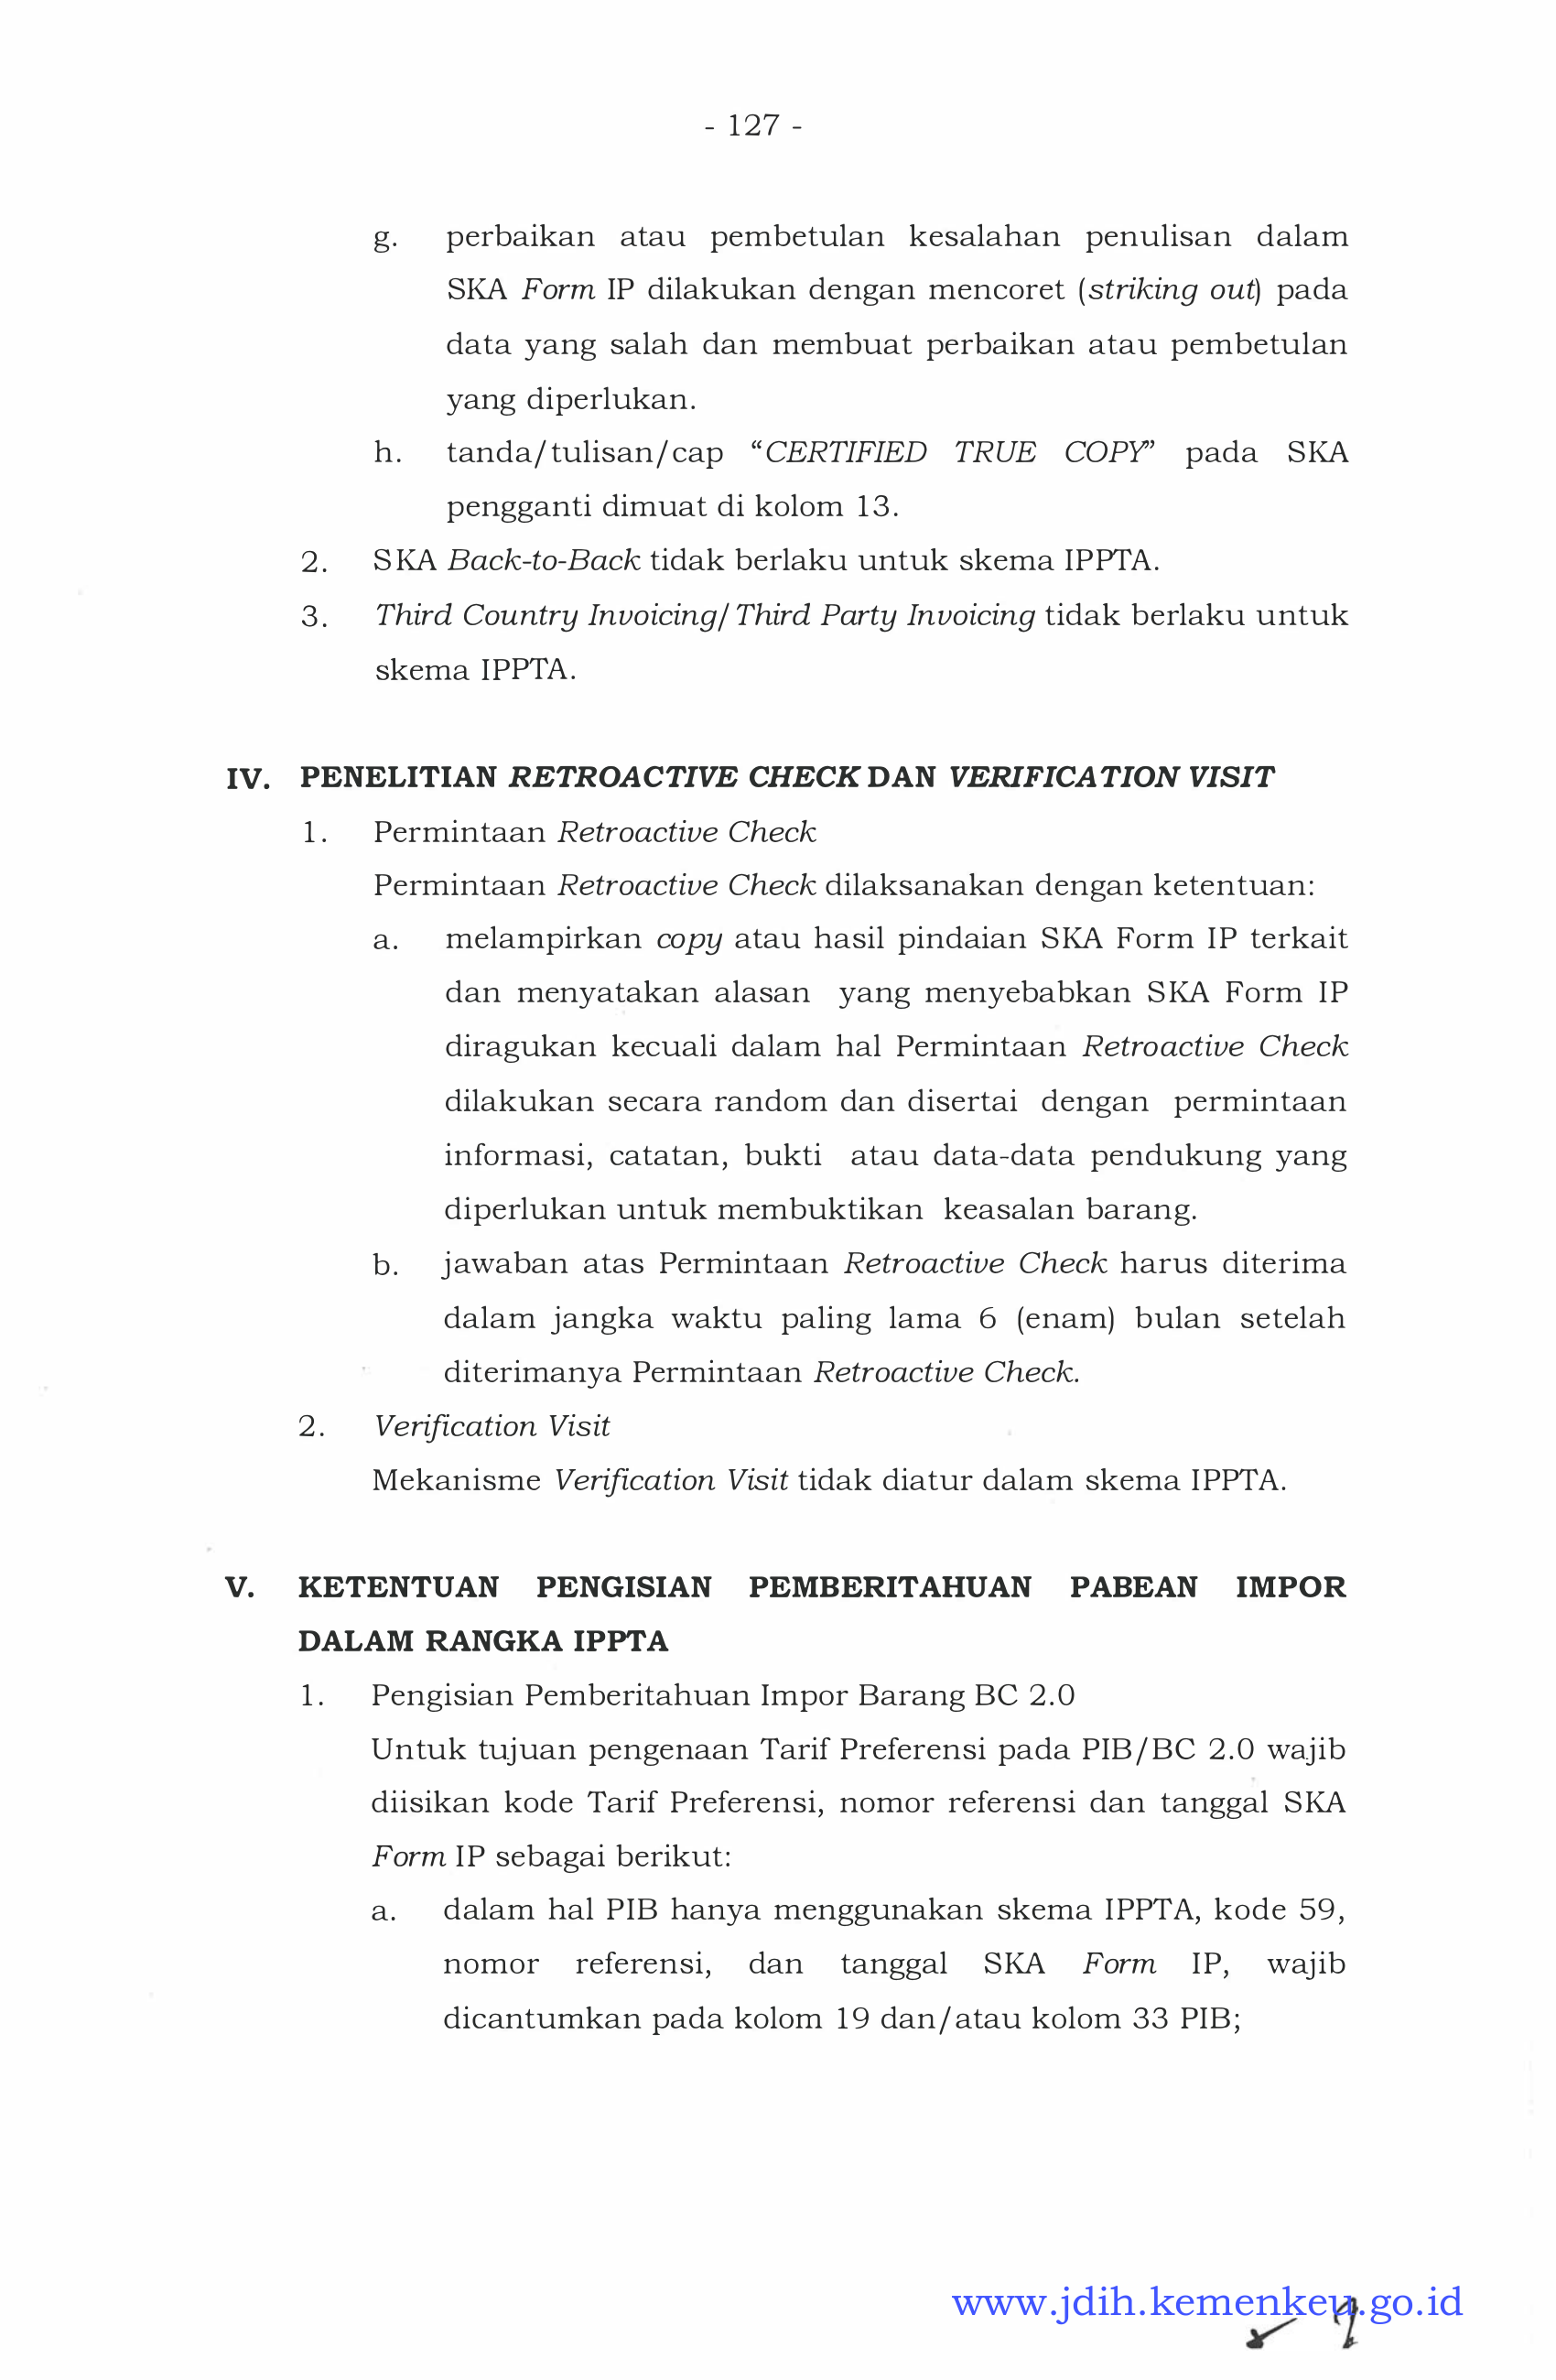 - 127 -
g. perbaikan atau pembetulan kesalahan penulisan dalam
SKA Form IP dilakukan dengan mencoret (striking out) pada
data yang salah dan membuat perbaikan atau pembetulan
yang diperlukan.
h. tanda/tulisan/cap “CERTIFIED TRUE COPY” pada SKA
pengganti dimuat di kolom 13.
2. SKA Back-to-Back tidak berlaku untuk skema IPPTA.
3. Third Country Invoicing/Third Party Invoicing tidak berlaku untuk
skema IPPTA.
IV. PENELITIAN RETROACTIVE CHECK DAN VERIFICATION VISIT
1. Permintaan Retroactive Check
Permintaan Retroactive Check dilaksanakan dengan ketentuan:
a. melampirkan copy atau hasil pindaian SKA Form IP terkait
dan menyatakan alasan yang menyebabkan SKA Form IP
diragukan kecuali dalam hal Permintaan Retroactive Check
dilakukan secara random dan disertai dengan permintaan
informasi, catatan, bukti atau data-data pendukung yang
diperlukan untuk membuktikan keasalan barang.
b. jawaban atas Permintaan Retroactive Check harus diterima
dalam jangka waktu paling lama 6 (enam) bulan setelah
diterimanya Permintaan Retroactive Check.
2. Verification Visit
Mekanisme Verification Visit tidak diatur dalam skema IPPTA.
V. KETENTUAN PENGISIAN PEMBERITAHUAN PABEAN IMPOR
DALAM RANGKA IPPTA
1. Pengisian Pemberitahuan Impor Barang BC 2.0
Untuk tujuan pengenaan Tarif Preferensi pada PIB/BC 2.0 wajib
diisikan kode Tarif Preferensi, nomor referensi dan tanggal SKA
Form IP sebagai berikut:
a. dalam hal PIB hanya menggunakan skema IPPTA, kode 59,
nomor referensi, dan tanggal SKA Form IP, wajib
dicantumkan pada kolom 19 dan/atau kolom 33 PIB;
www.jdih.kemenkeu.go.id